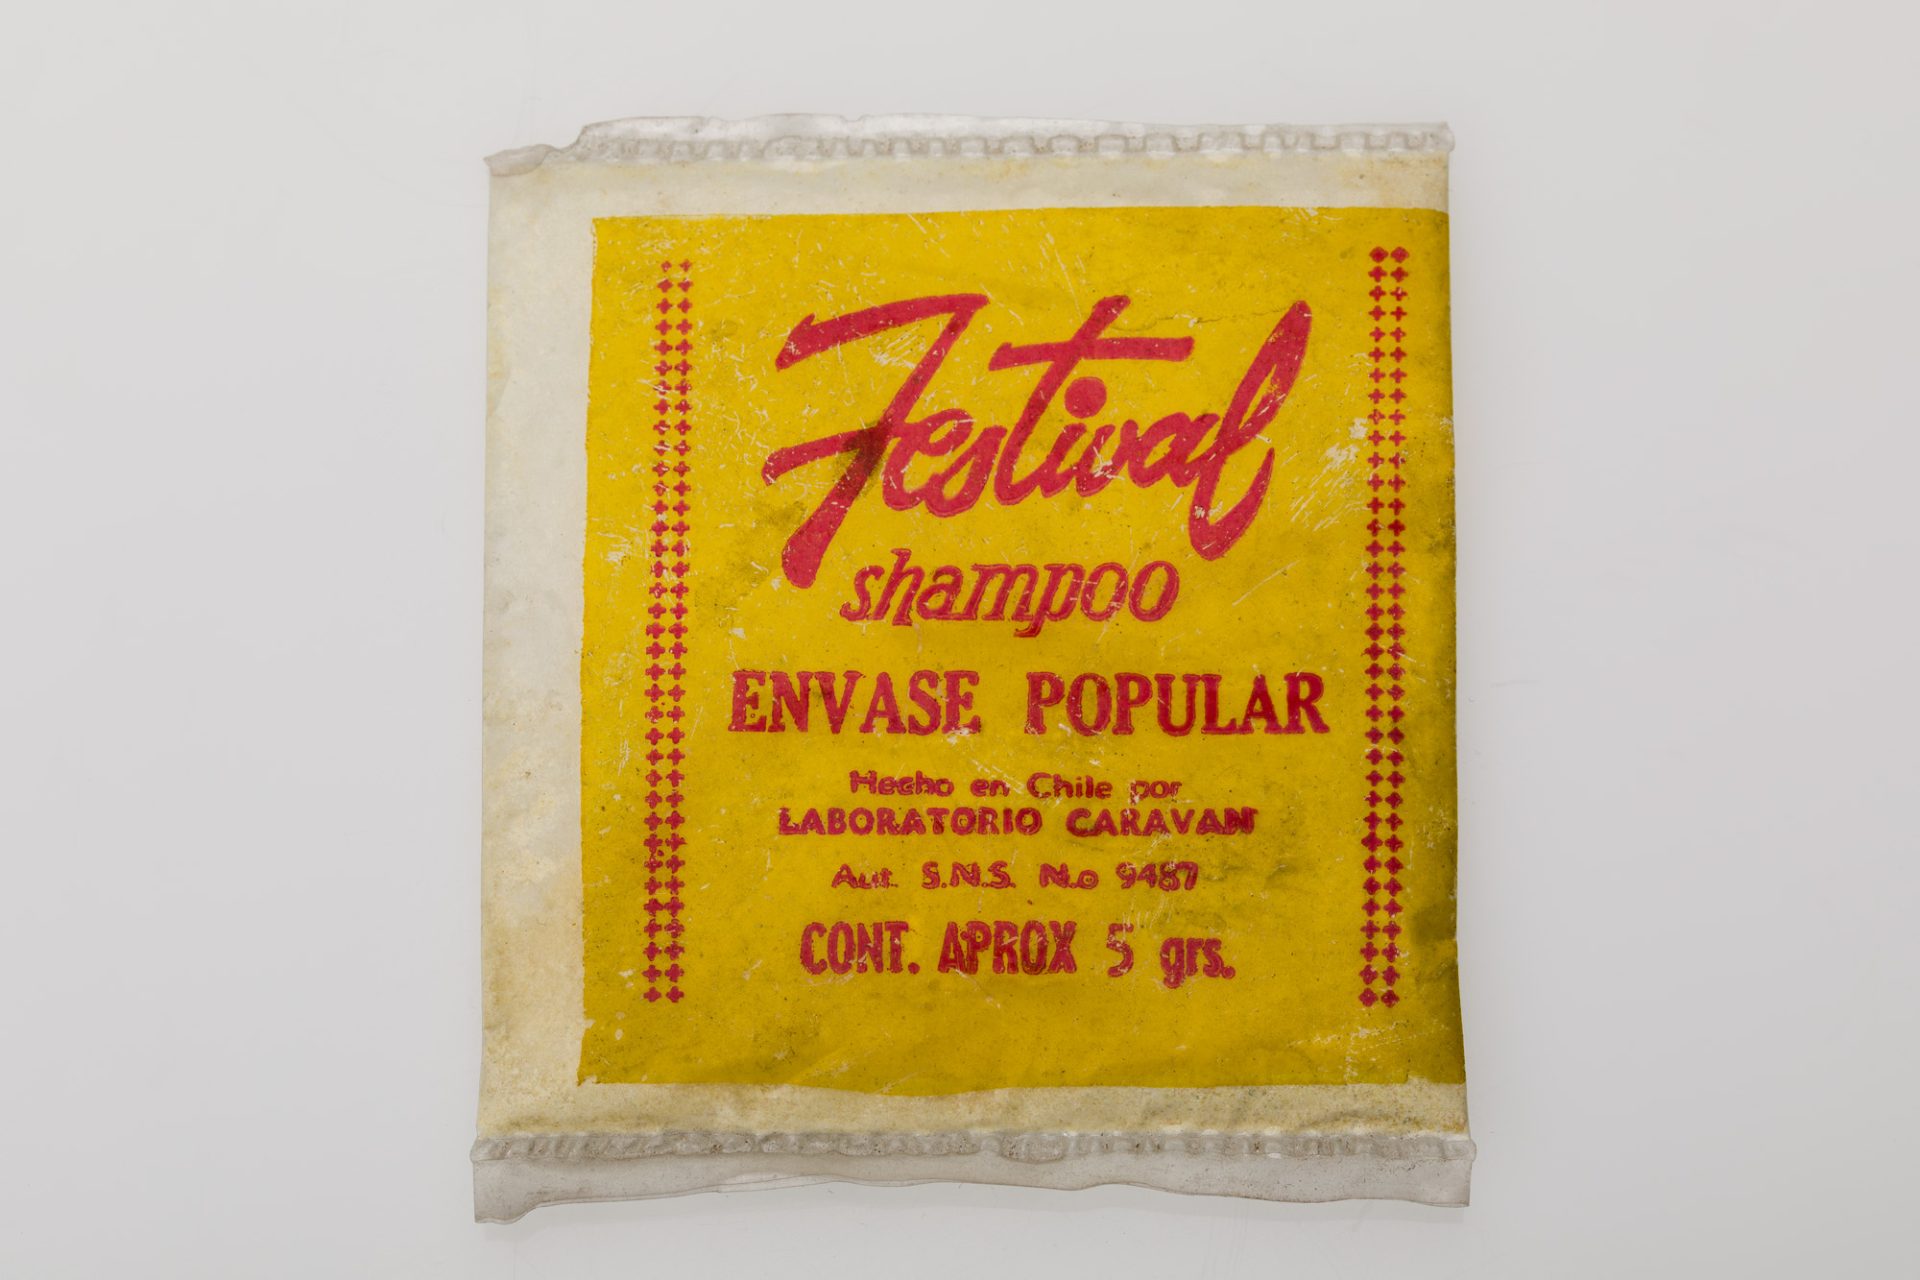 Festival
shampoo
ENVASE POPULAR
Hecho en Chile por
LABORATORIO CARAVAN
Aut. S.N.S. N.o 9487
CONT. APROX 5 grs.